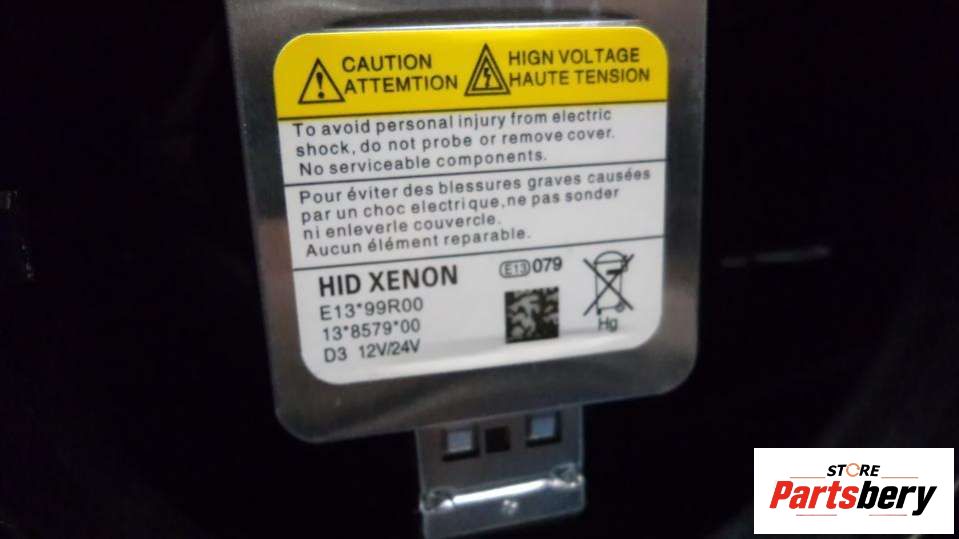 CAUTION
ATTEMTION
HIGN VOLTAGE
HAUTE TENSION
To avoid personal injury from electric
shock, do not probe or remove cover.
No serviceable components.
Pour éviter des blessures graves causées
par un choc electrique,ne pas sonder
ni enleverle couvercle.
Aucun élément reparable.
HID XENON
E13*99R00
13*8579*00
D3 12V/24V
E13 079
Hg
STORE
Partsbery